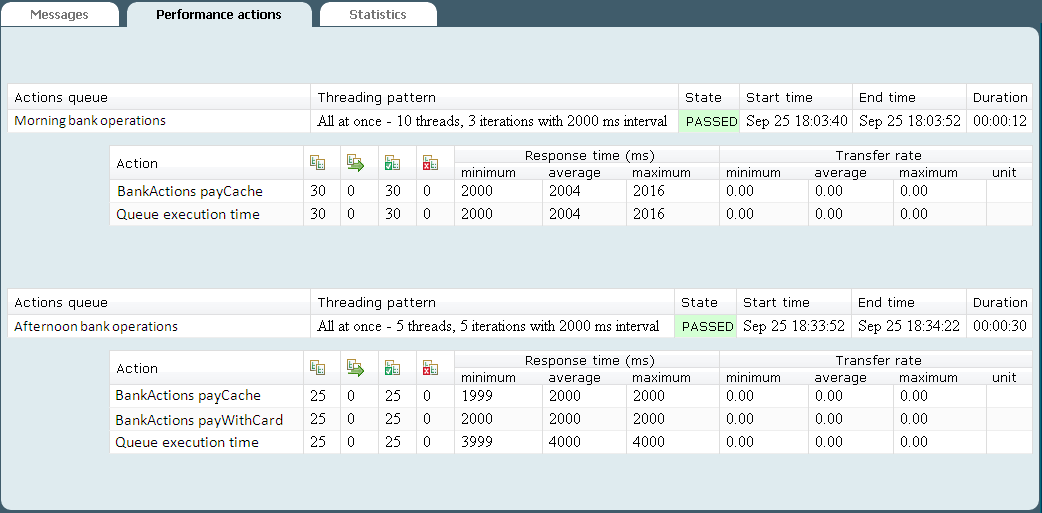 Messages Performance actions Statistics
Actions queue Threading pattern State Start time End time Duration
Morning bank operations All at once - 10 threads, 3 iterations with 2000 ms interval PASSED Sep 25 18:03:40 Sep 25 18:03:52 00:00:12
Action Response time (ms) Transfer rate
minimum average maximum minimum average maximum unit
BankActions payCache 30 0 30 0 2000 2004 2016 0.00 0.00 0.00
Queue execution time 30 0 30 0 2000 2004 2016 0.00 0.00 0.00
Actions queue Threading pattern State Start time End time Duration
Afternoon bank operations All at once - 5 threads, 5 iterations with 2000 ms interval PASSED Sep 25 18:33:52 Sep 25 18:34:22 00:00:30
Action Response time (ms) Transfer rate
minimum average maximum minimum average maximum unit
BankActions payCache 25 0 25 0 1999 2000 2000 0.00 0.00 0.00
BankActions payWithCard 25 0 25 0 2000 2000 2000 0.00 0.00 0.00
Queue execution time 25 0 25 0 3999 4000 4000 0.00 0.00 0.00